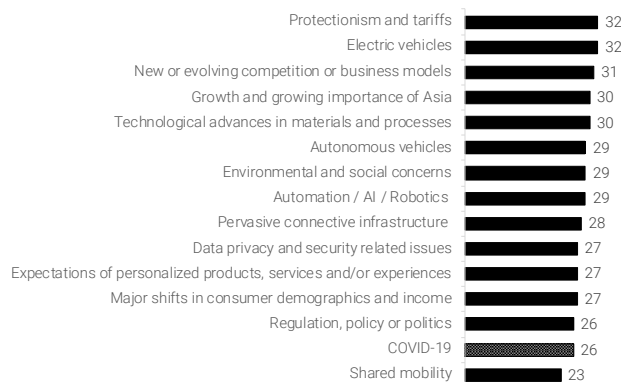 Protectionism and tariffs 32
Electric vehicles 32
New or evolving competition or business models 31
Growth and growing importance of Asia 30
Technological advances in materials and processes 30
Autonomous vehicles 29
Environmental and social concerns 29
Automation / AI / Robotics 29
Pervasive connective infrastructure 28
Data privacy and security related issues 27
Expectations of personalized products, services and/or experiences 27
Major shifts in consumer demographics and income 27
Regulation, policy or politics 26
COVID-19 26
Shared mobility 23